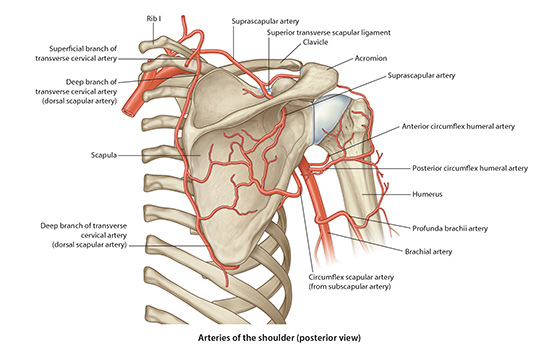 Rib I
Suprascapular artery
Superior transverse scapular ligament
Clavicle
Superficial branch of
transverse cervical artery
Acromion
Deep branch of
transverse cervical artery
(dorsal scapular artery)
Suprascapular artery
Anterior circumflex humeral artery
Scapula
Posterior circumflex humeral artery
Humerus
Deep branch of transverse
cervical artery
(dorsal scapular artery)
Profunda brachii artery
Brachial artery
Circumflex scapular artery
(from subscapular artery)
Arteries of the shoulder (posterior view)